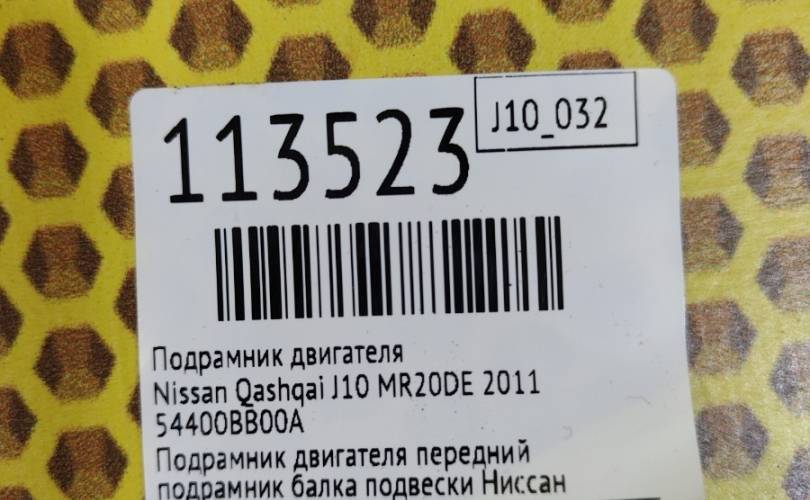 113523
J10_032
Подрамник двигателя
Nissan Qashqai J10 MR20DE 2011
54400BB00A
Подрамник двигателя передний
подрамник балка подвески Ниссан